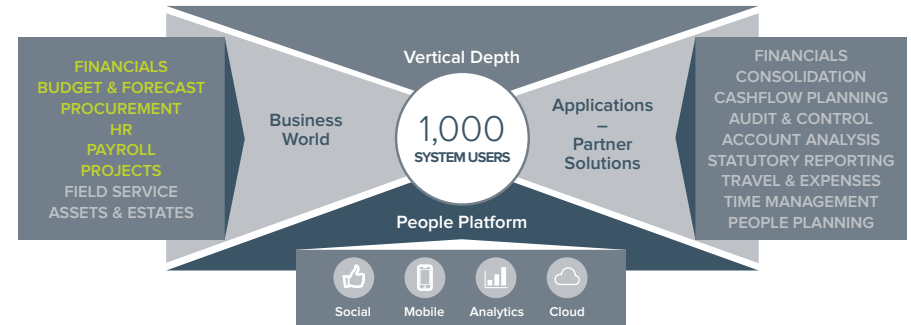 Vertical Depth
FINANCIALS
BUDGET & FORECAST
PROCUREMENT
HR
PAYROLL
PROJECTS
FIELD SERVICE
ASSETS & ESTATES
Business
World
1,000
SYSTEM USERS
Applications
–
Partner
Solutions
FINANCIALS
CONSOLIDATION
CASHFLOW PLANNING
AUDIT & CONTROL
ACCOUNT ANALYSIS
STATUTORY REPORTING
TRAVEL & EXPENSES
TIME MANAGEMENT
PEOPLE PLANNING
People Platform
Social
Mobile
Analytics
Cloud